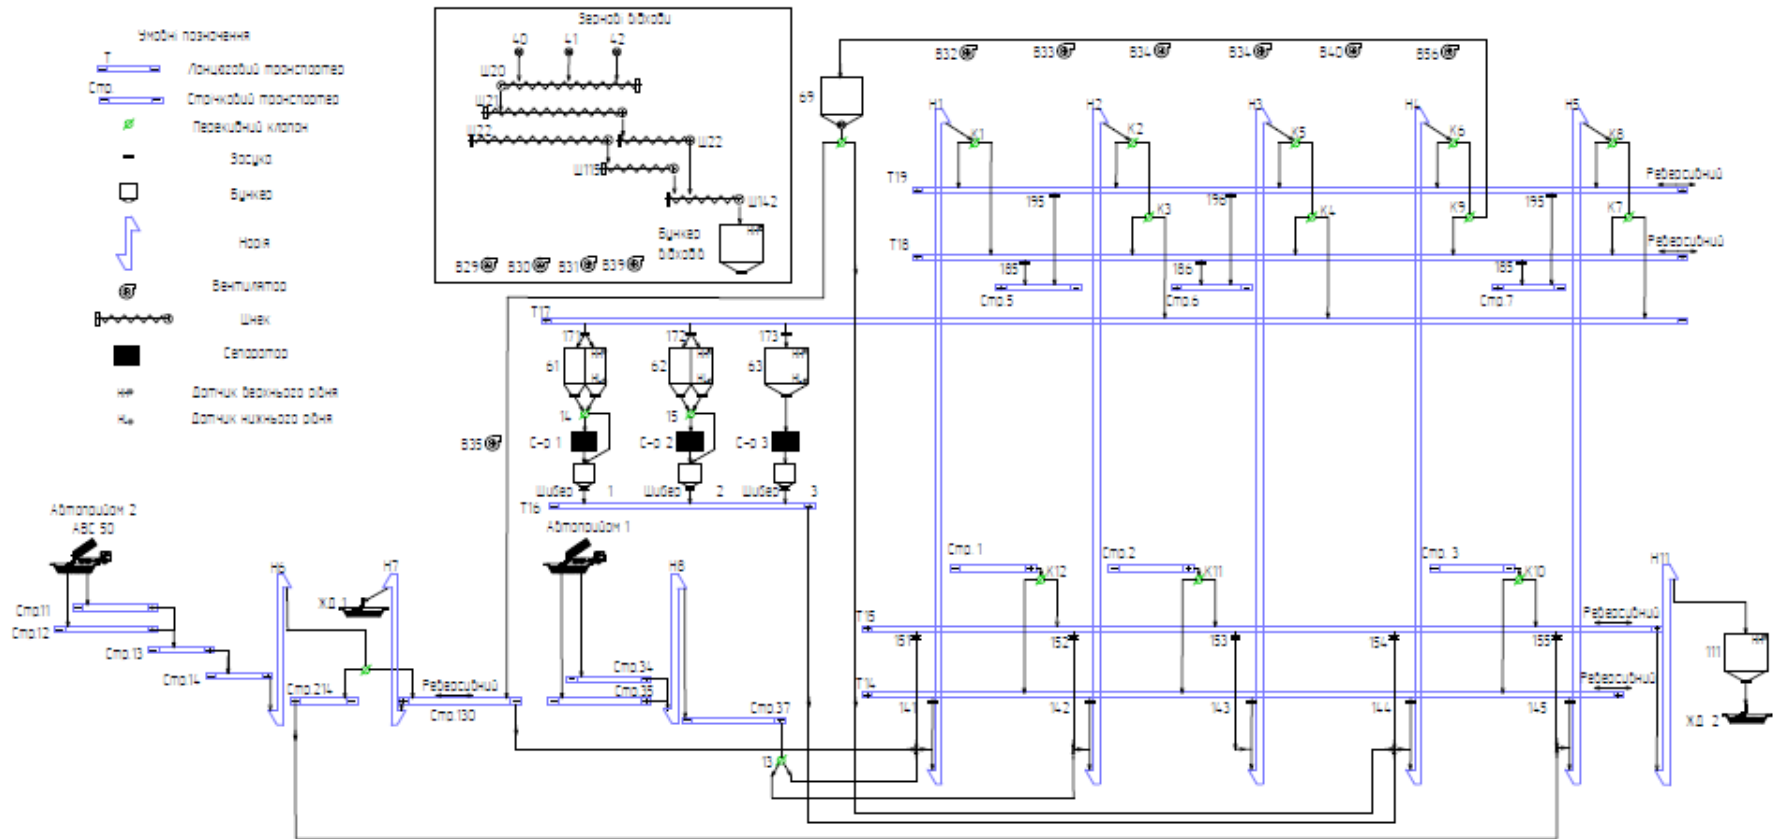 Умовні позначення
Т
Ланцюговий транспортер
Стр.
Стрічковий транспортер
Перекидний клапан
Засувка
Бункер
Норія
Вентилятор
Шнек
Сепаратор
Датчик верхнього рівня
Датчик нижнього рівня
Зернові відходи
40 41 42
Ш20
Ш21
Ш22 Ш22
Ш115
Ш142
Бункер
відходів
В29 В30 В31 В39
В32 В33 В34 В34 В40 В56
69
Н1 Н2 Н3 Н4 Н5
К1 К2 К5 К6 К8
Т19 Реверсивний
195 196 195
К3 К4 К9 К7
Т18 Реверсивний
185 186 185
Стр.5 Стр.6 Стр.7
Т17
171 172 173
61 62 63
14 15
В35
С-р 1 С-р 2 С-р 3
Шибер 1 Шибер 2 Шибер 3
Т16
Автоприйом 2
АВС 50
Автоприйом 1
Н6 Н7 Н8
Стр. 1 Стр.2 Стр. 3
К12 К11 К10
Н11
ЖД 1
Стр.11
Стр.12
Стр.13
Стр.14
Стр.214
Реверсивний
Стр.130
Стр.34
Стр.35
Стр.37
13
Т15 Реверсивний
151 152 153 154 155
111
Т14 Реверсивний
141 142 143 144 145
ЖД 2